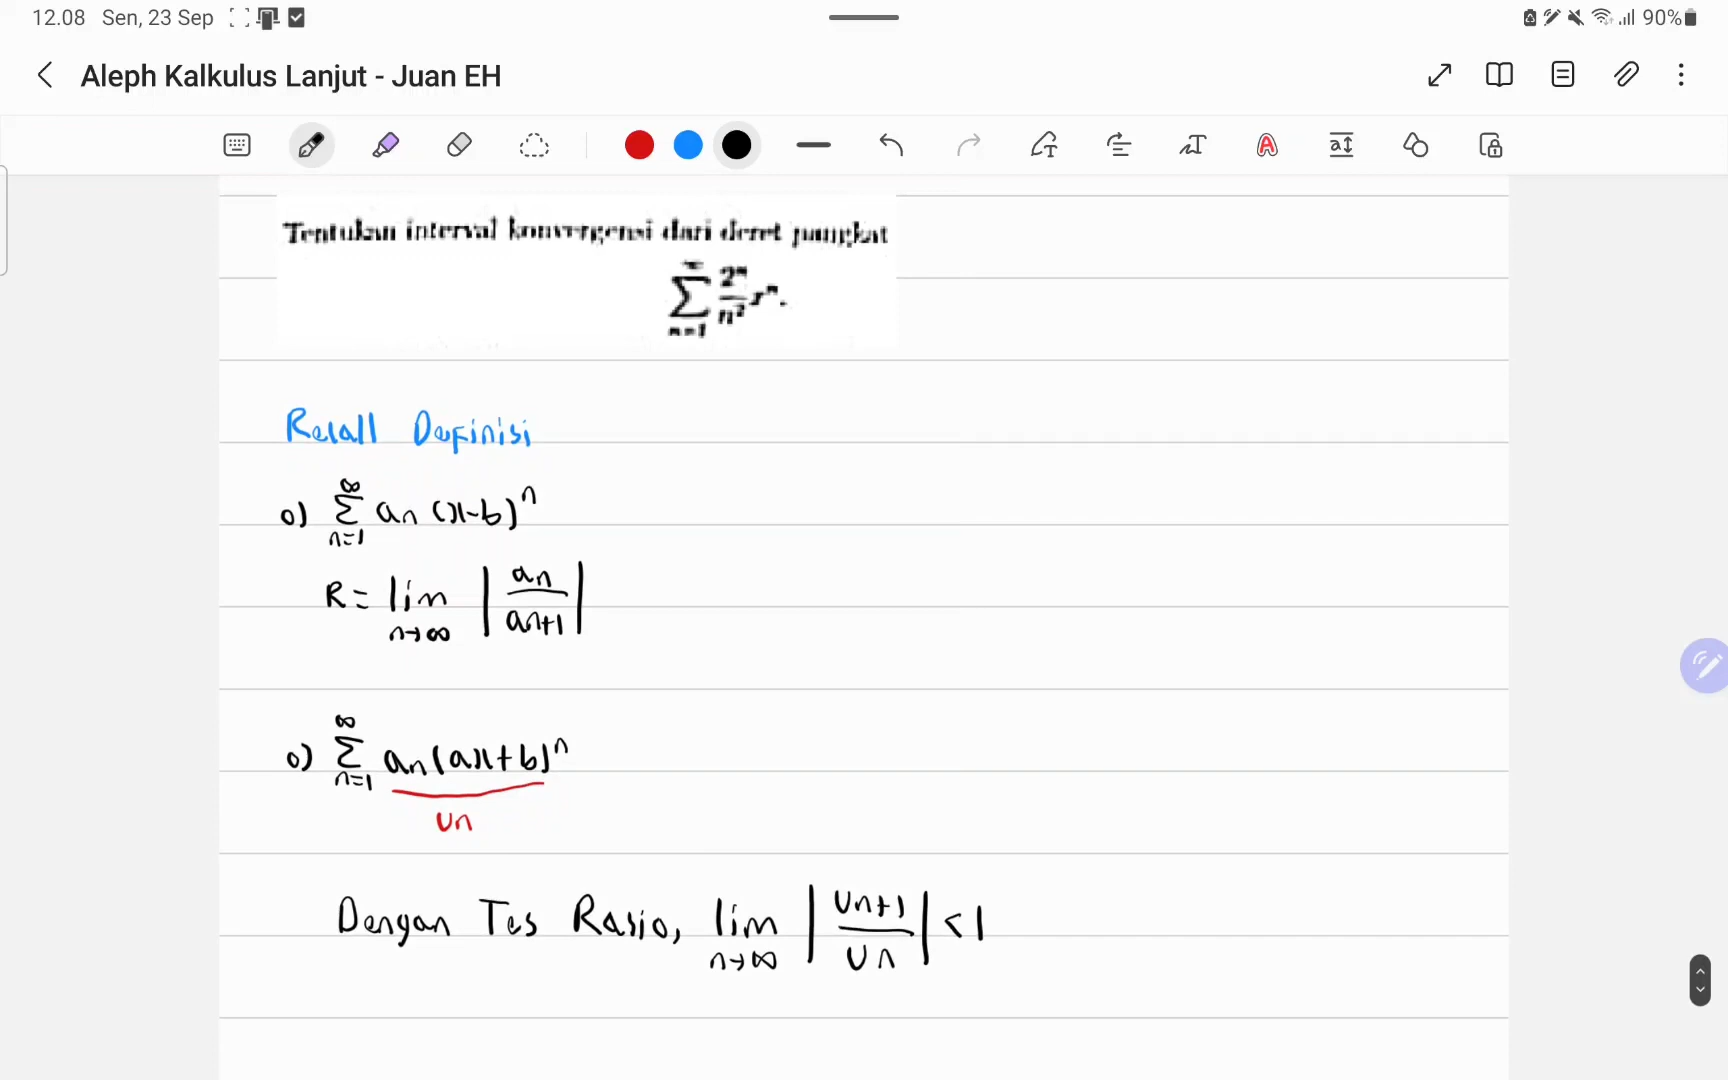 12.08 Sen, 23 Sep 90%
Aleph Kalkulus Lanjut - Juan EH
Tentukan interval konvergensi dari deret pangkat
∞
∑ 2ⁿ/n² xⁿ.
n=1
Recall Definisi
o) ∞
∑ an (x-b)ⁿ
n=1
R = lim | an / an+1 |
n→∞
o) ∞
∑ an (ax+b)ⁿ
n=1
Un
Dengan Tes Rasio, lim | Un+1 / Un | < 1
n→∞